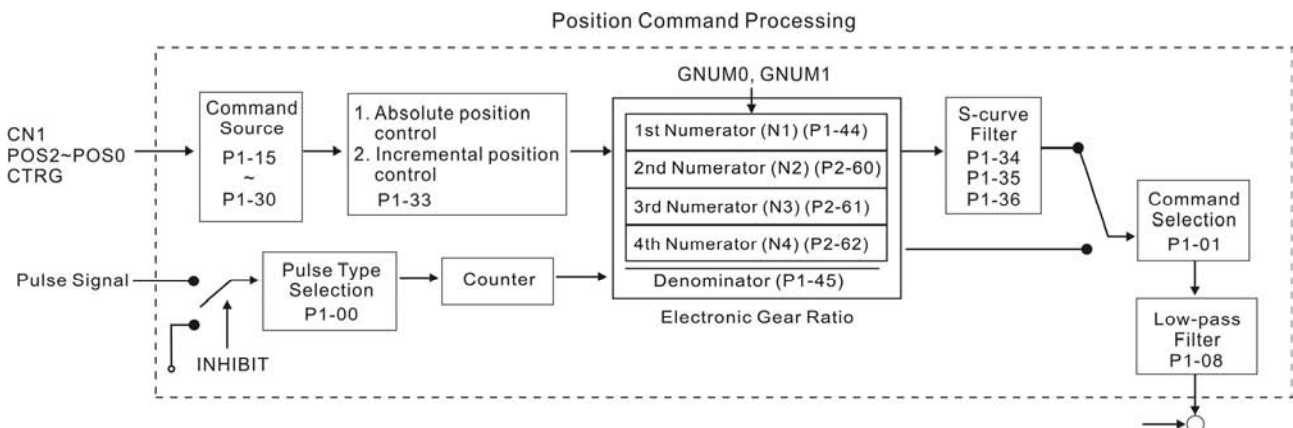 Position Command Processing
CN1
POS2~POS0
CTRG
Command
Source
P1-15
~
P1-30
1. Absolute position
control
2. Incremental position
control
P1-33
GNUM0, GNUM1
1st Numerator (N1) (P1-44)
2nd Numerator (N2) (P2-60)
3rd Numerator (N3) (P2-61)
4th Numerator (N4) (P2-62)
Denominator (P1-45)
Electronic Gear Ratio
S-curve
Filter
P1-34
P1-35
P1-36
Command
Selection
P1-01
Pulse Signal
Pulse Type
Selection
P1-00
Counter
INHIBIT
Low-pass
Filter
P1-08